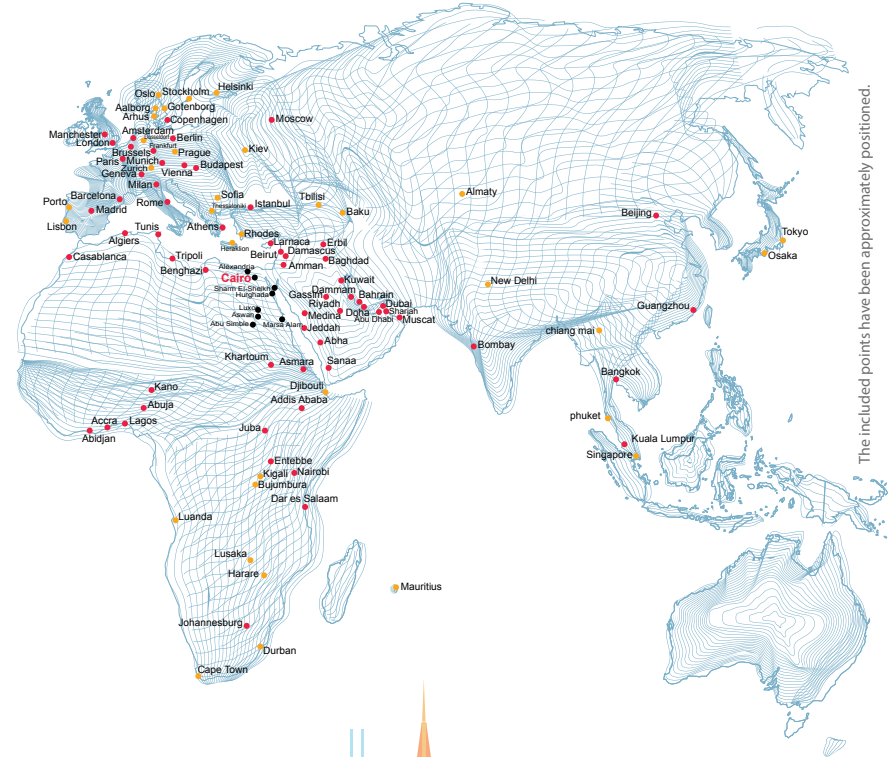 Helsinki
Oslo
Stockholm
Aalborg
Gotenborg
Arhus
Copenhagen
Moscow
Manchester
Amsterdam
London
Dusseldorf
Berlin
Brussels
Frankfurt
Prague
Kiev
Paris
Munich
Zurich
Vienna
Budapest
Geneva
Milan
Almaty
Porto
Barcelona
Madrid
Rome
Sofia
Thessaloniki
Istanbul
Tbilisi
Baku
Beijing
Lisbon
Tunis
Algiers
Athens
Rhodes
Heraklion
Tokyo
Osaka
Casablanca
Tripoli
Benghazi
Larnaca
Erbil
Beirut
Damascus
Baghdad
Amman
Alexandria
Cairo
Sharm El-Sheikh
Hurghada
Kuwait
Dammam
Gassim
Bahrain
Riyadh
Dubai
New Delhi
Luxor
Aswan
Abu Simble
Marsa Alam
Medina
Doha
Abu Dhabi
Sharjah
Muscat
Jeddah
Guangzhou
Abha
chiang mai
Bombay
Khartoum
Asmara
Sanaa
Bangkok
Kano
Djibouti
Addis Ababa
Abuja
Accra
Lagos
Abidjan
Juba
phuket
Kuala Lumpur
Singapore
Entebbe
Kigali
Nairobi
Bujumbura
Dar es Salaam
Luanda
Lusaka
Harare
Mauritius
Johannesburg
Durban
Cape Town
The included points have been approximately positioned.